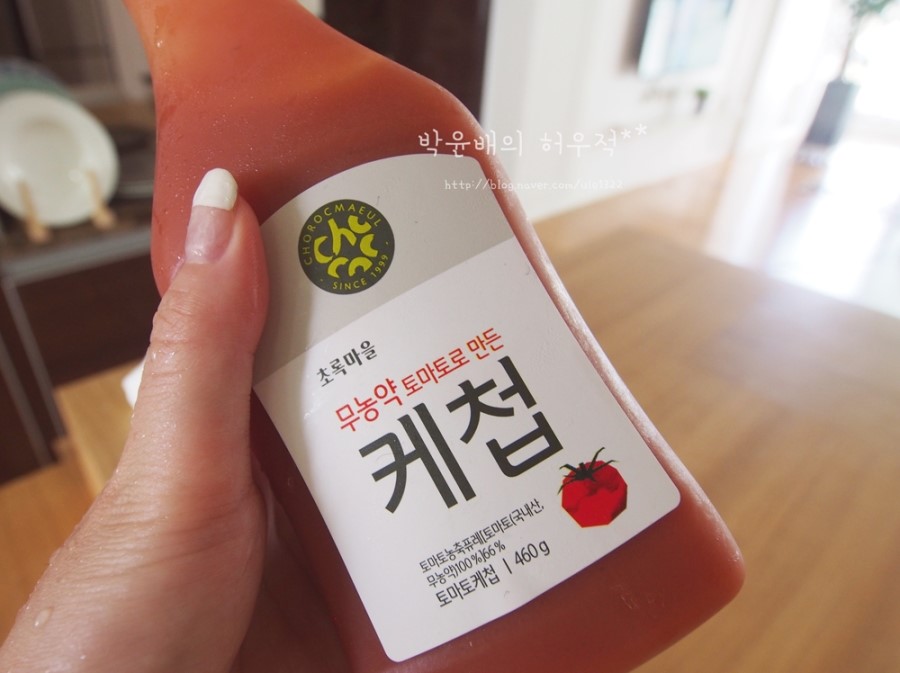 박윤배의 허우적**
CHOROCMAEUL
choroc
SINCE 1999
초록마을
무농약 토마토로 만든
케첩
토마토농축퓨레[토마토(국내산,
무농약)100%]66%
토마토케첩 | 460 g